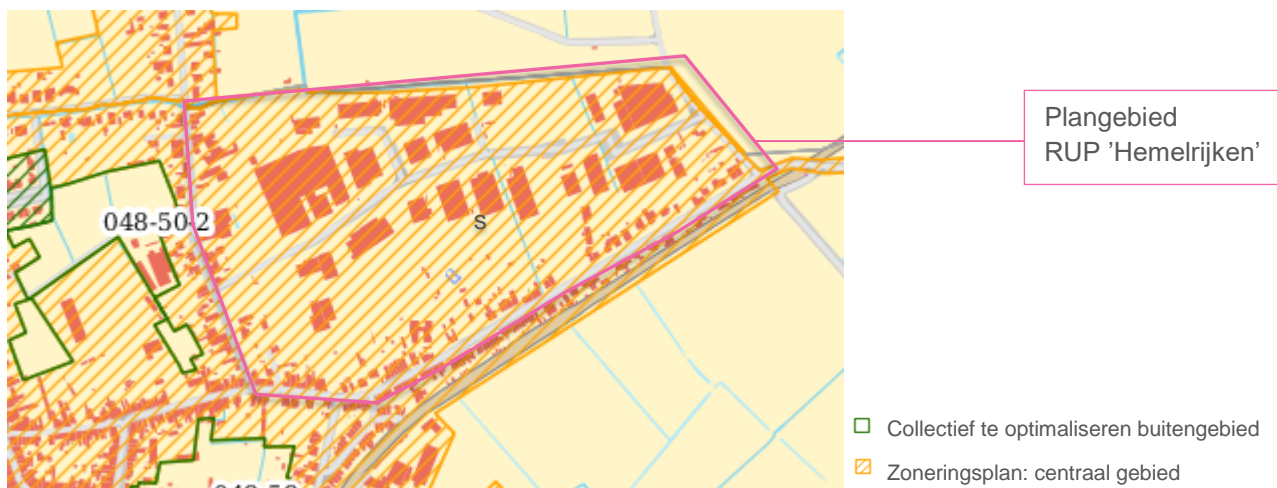 Plangebied
RUP ’Hemelrijken’
048-50-2
S
Collectief te optimaliseren buitengebied
Zoneringsplan: centraal gebied